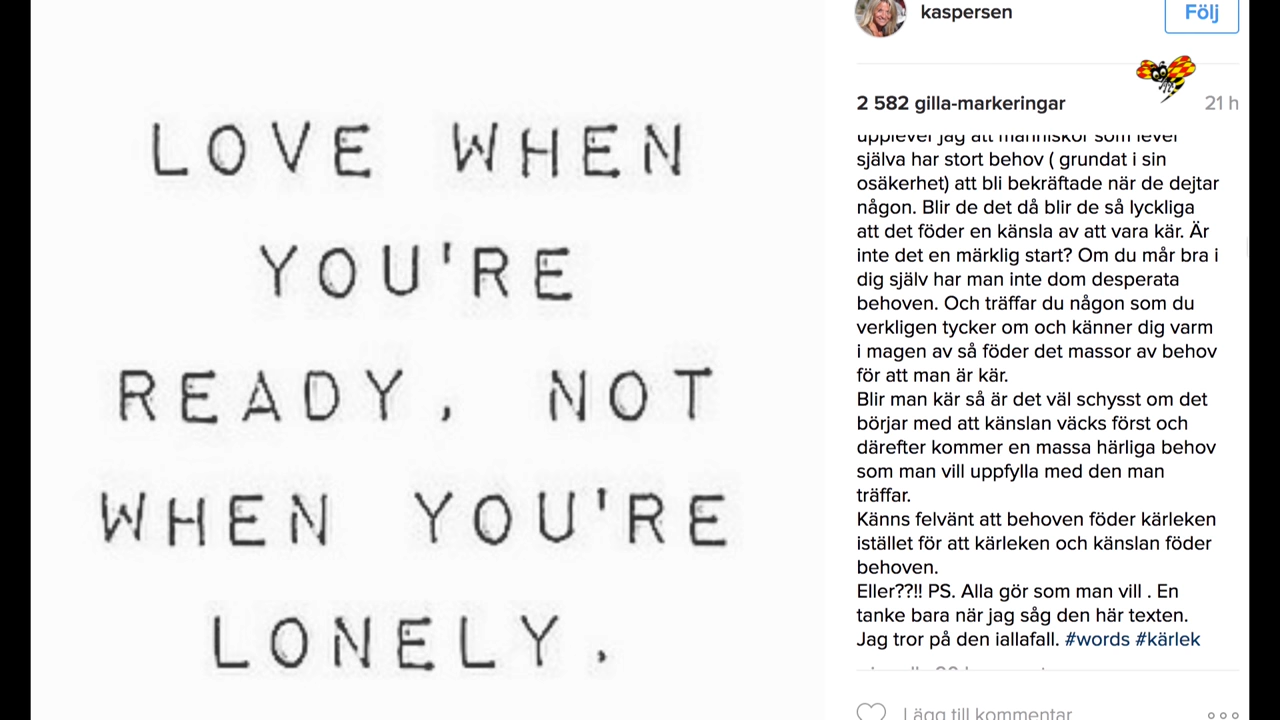 LOVE WHEN
YOU'RE
READY, NOT
WHEN YOU'RE
LONELY.
kaspersen
Följ
2 582 gilla-markeringar
21 h
upplever jag att människor som lever
själva har stort behov ( grundat i sin
osäkerhet) att bli bekräftade när de dejtar
någon. Blir de det då blir de så lyckliga
att det föder en känsla av att vara kär. Är
inte det en märklig start? Om du mår bra i
dig själv har man inte dom desperata
behoven. Och träffar du någon som du
verkligen tycker om och känner dig varm
i magen av så föder det massor av behov
för att man är kär.
Blir man kär så är det väl schysst om det
börjar med att känslan väcks först och
därefter kommer en massa härliga behov
som man vill uppfylla med den man
träffar.
Känns felvänt att behoven föder kärleken
istället för att kärleken och känslan föder
behoven.
Eller??!! PS. Alla gör som man vill . En
tanke bara när jag såg den här texten.
Jag tror på den iallafall. #words #kärlek
Lägg till kommentar